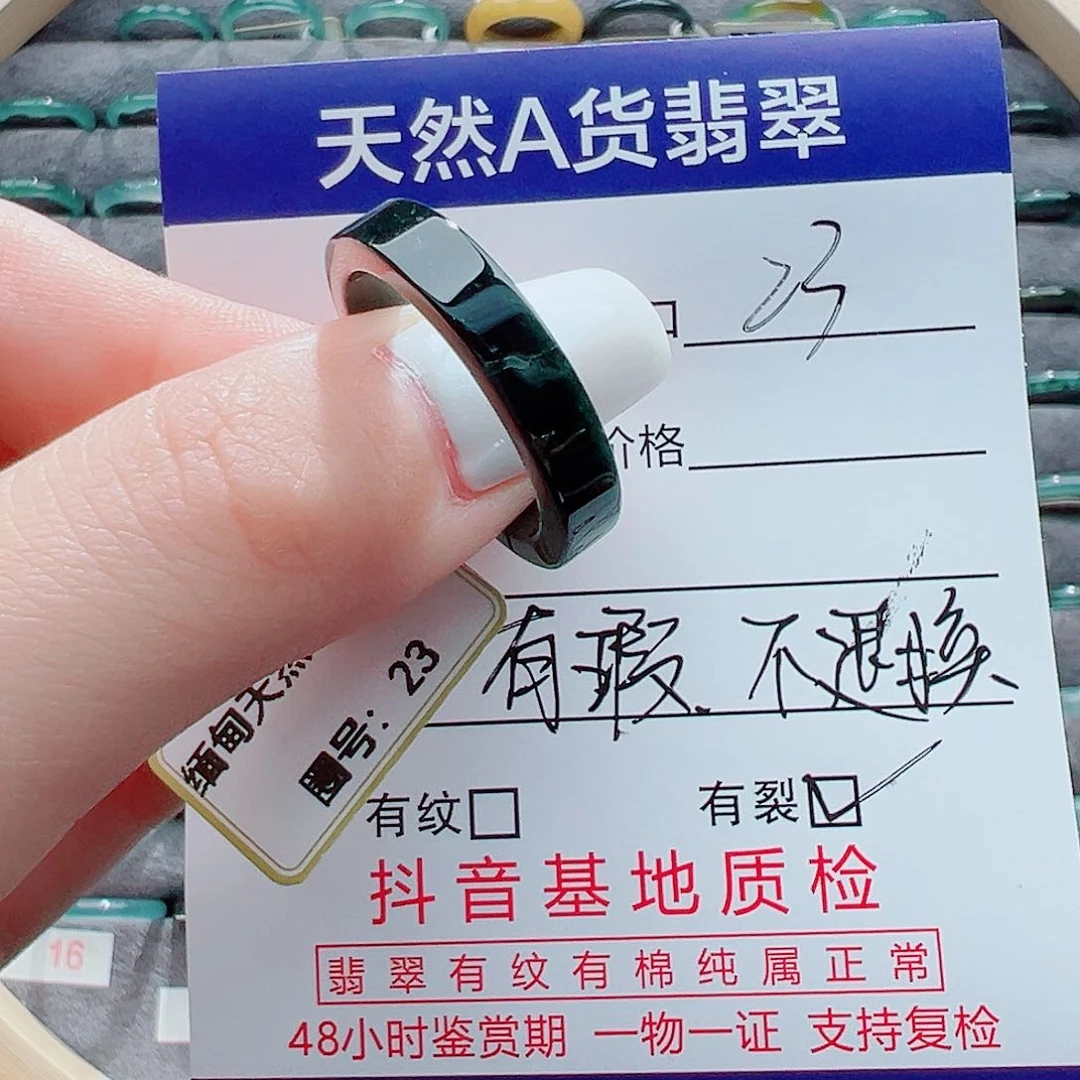 天然A货翡翠
口 23
价格
有瑕、不退换
缅甸天然
圈号: 23
有纹□ 有裂☑
抖音基地质检
翡翠有纹有棉纯属正常
48小时鉴赏期 一物一证 支持复检
16